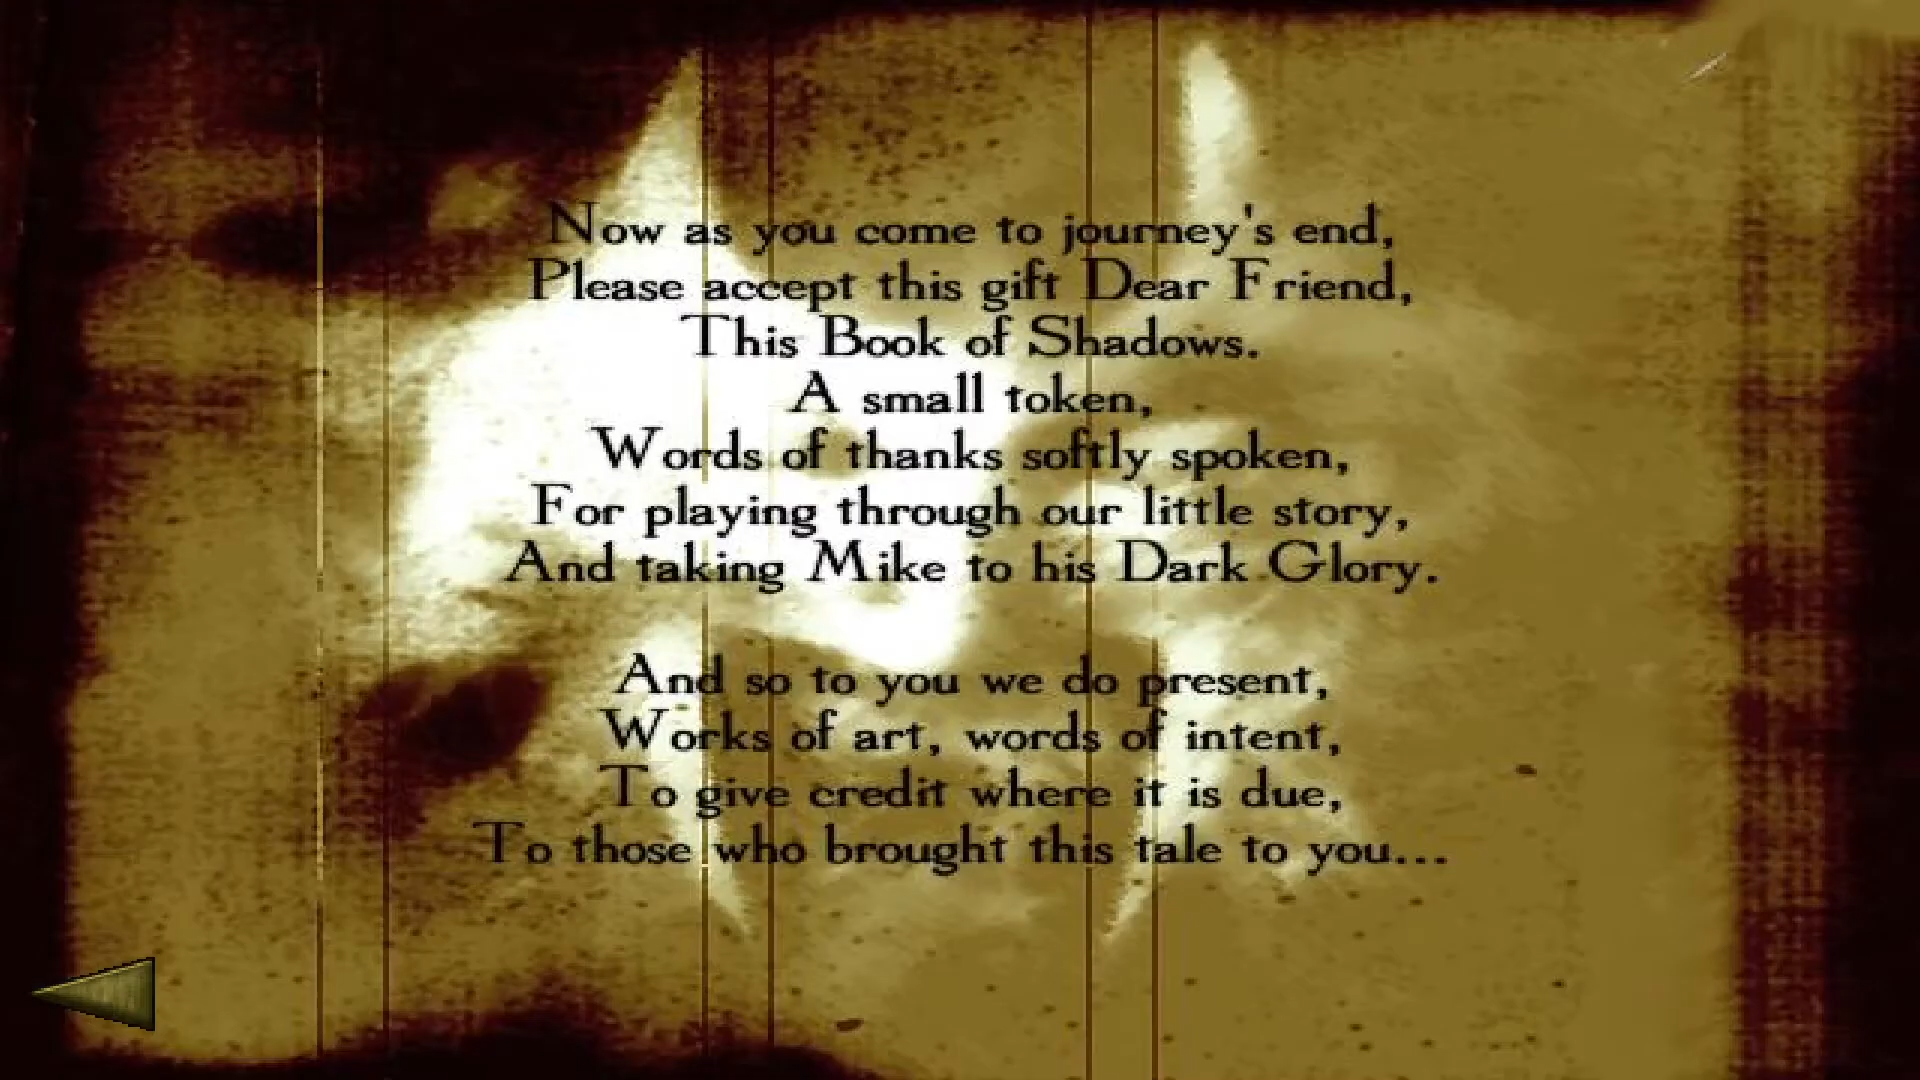 Now as you come to journey's end,
Please accept this gift Dear Friend,
This Book of Shadows.
A small token,
Words of thanks softly spoken,
For playing through our little story,
And taking Mike to his Dark Glory.
And so to you we do present,
Works of art, words of intent,
To give credit where it is due,
To those who brought this tale to you...